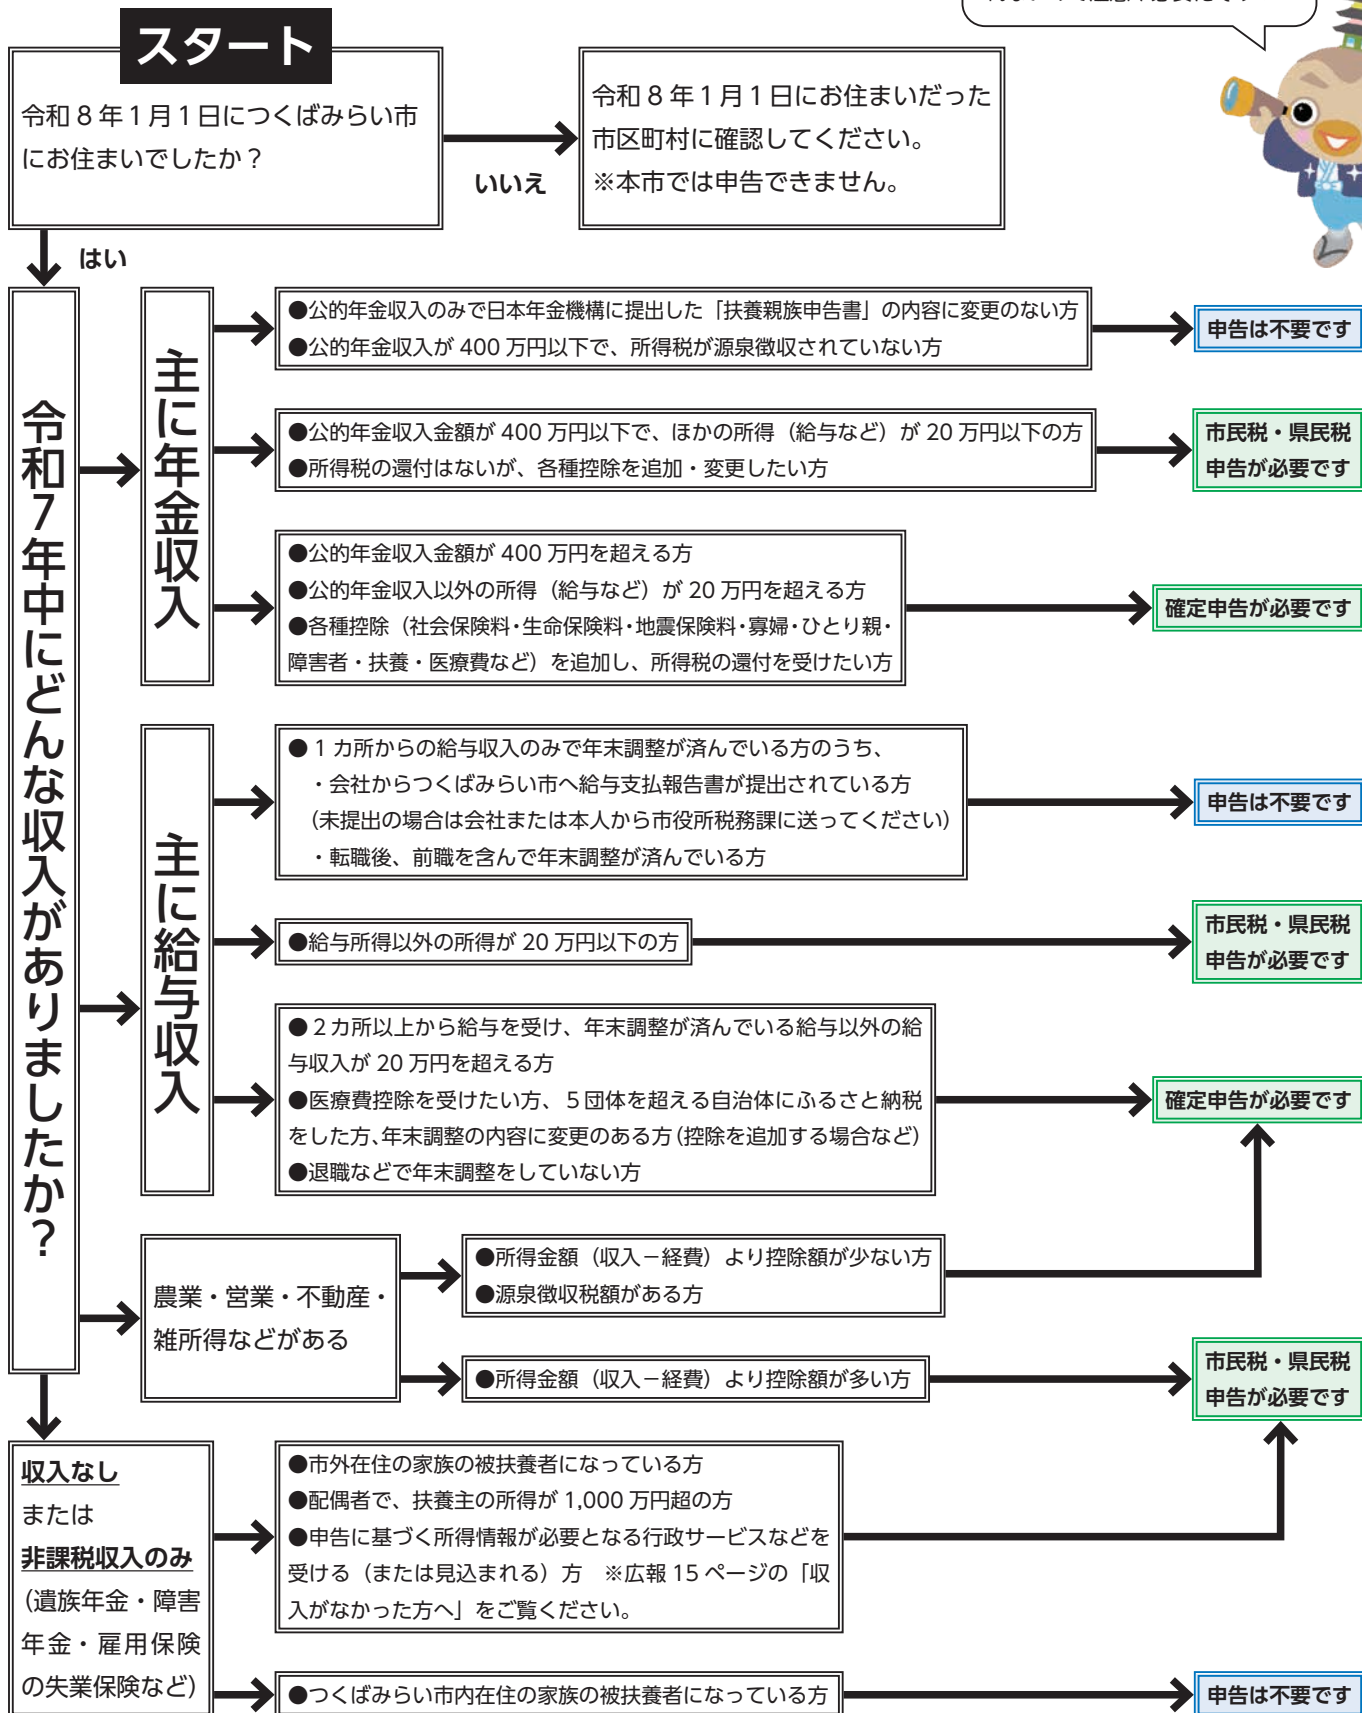 スタート
令和8年1月1日につくばみらい市
にお住まいでしたか？
いいえ
令和8年1月1日にお住まいだった
市区町村に確認してください。
※本市では申告できません。
はい
令和7年中にどんな収入がありましたか？
主に年金収入
●公的年金収入のみで日本年金機構に提出した「扶養親族申告書」の内容に変更のない方
●公的年金収入が400万円以下で、所得税が源泉徴収されていない方
申告は不要です
●公的年金収入金額が400万円以下で、ほかの所得（給与など）が20万円以下の方
●所得税の還付はないが、各種控除を追加・変更したい方
市民税・県民税
申告が必要です
●公的年金収入金額が400万円を超える方
●公的年金収入以外の所得（給与など）が20万円を超える方
●各種控除（社会保険料・生命保険料・地震保険料・寡婦・ひとり親・
障害者・扶養・医療費など）を追加し、所得税の還付を受けたい方
確定申告が必要です
主に給与収入
●1カ所からの給与収入のみで年末調整が済んでいる方のうち、
・会社からつくばみらい市へ給与支払報告書が提出されている方
（未提出の場合は会社または本人から市役所税務課に送ってください）
・転職後、前職を含んで年末調整が済んでいる方
申告は不要です
●給与所得以外の所得が20万円以下の方
市民税・県民税
申告が必要です
●2カ所以上から給与を受け、年末調整が済んでいる給与以外の給
与収入が20万円を超える方
●医療費控除を受けたい方、5団体を超える自治体にふるさと納税
をした方、年末調整の内容に変更のある方（控除を追加する場合など）
●退職などで年末調整をしていない方
確定申告が必要です
農業・営業・不動産・
雑所得などがある
●所得金額（収入－経費）より控除額が少ない方
●源泉徴収税額がある方
●所得金額（収入－経費）より控除額が多い方
市民税・県民税
申告が必要です
収入なし
または
非課税収入のみ
（遺族年金・障害
年金・雇用保険
の失業保険など）
●市外在住の家族の被扶養者になっている方
●配偶者で、扶養主の所得が1,000万円超の方
●申告に基づく所得情報が必要となる行政サービスなどを
受ける（または見込まれる）方　※広報15ページの「収
入がなかった方へ」をご覧ください。
●つくばみらい市内在住の家族の被扶養者になっている方
申告は不要です